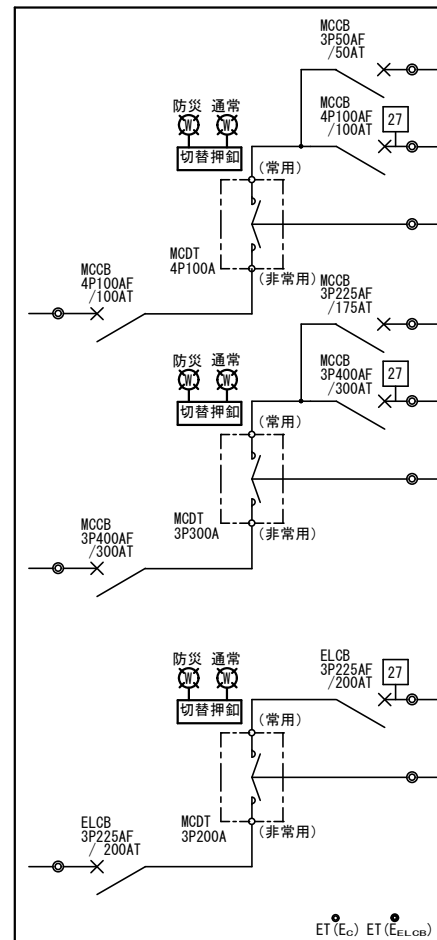 MCCB
3P50AF
/50AT
MCCB
4P100AF
/100AT
27
防災 通常
W W
切替押釦
(常用)
MCDT
4P100A
(非常用)
MCCB
4P100AF
/100AT
MCCB
3P225AF
/175AT
MCCB
3P400AF
/300AT
27
防災 通常
W W
切替押釦
(常用)
MCDT
3P300A
(非常用)
MCCB
3P400AF
/300AT
ELCB
3P225AF
/200AT
27
防災 通常
W W
切替押釦
(常用)
MCDT
3P200A
(非常用)
ELCB
3P225AF
/200AT
ET(EC) ET(EELCB)